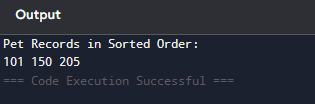 Output
Pet Records in Sorted Order:
101 150 205
=== Code Execution Successful ===